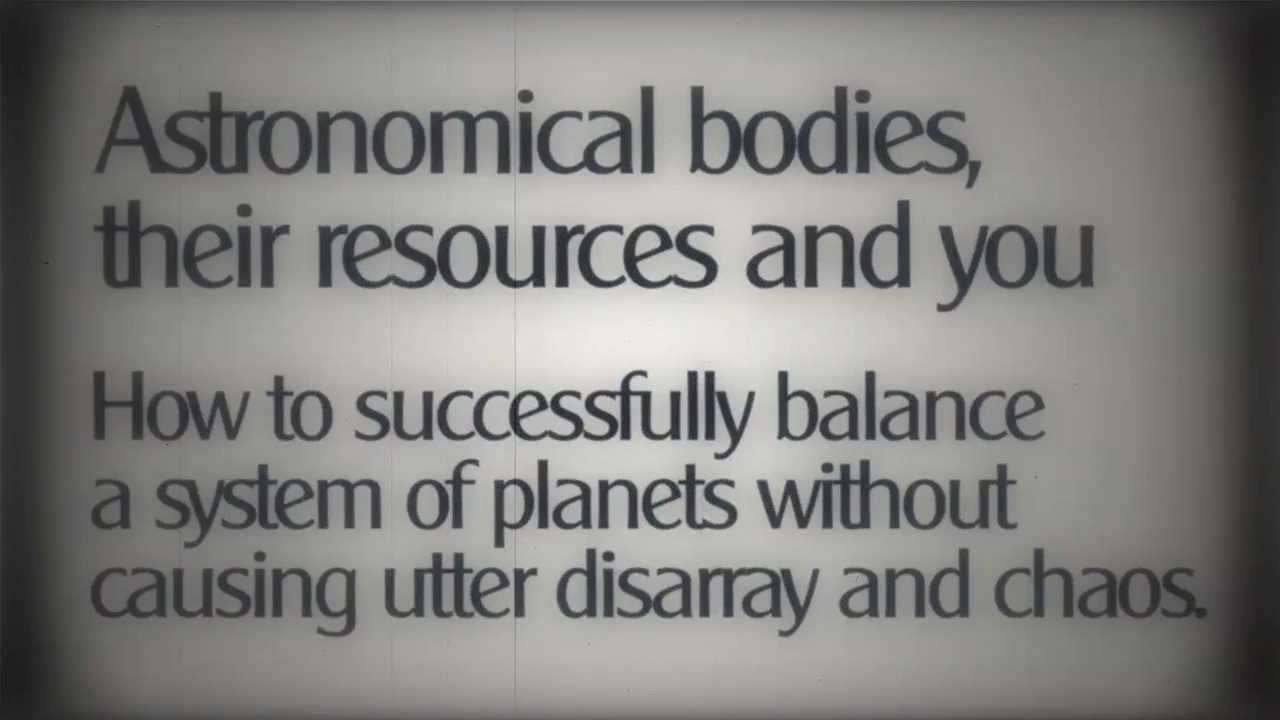 Astronomical bodies,
their resources and you
How to successfully balance
a system of planets without
causing utter disarray and chaos.